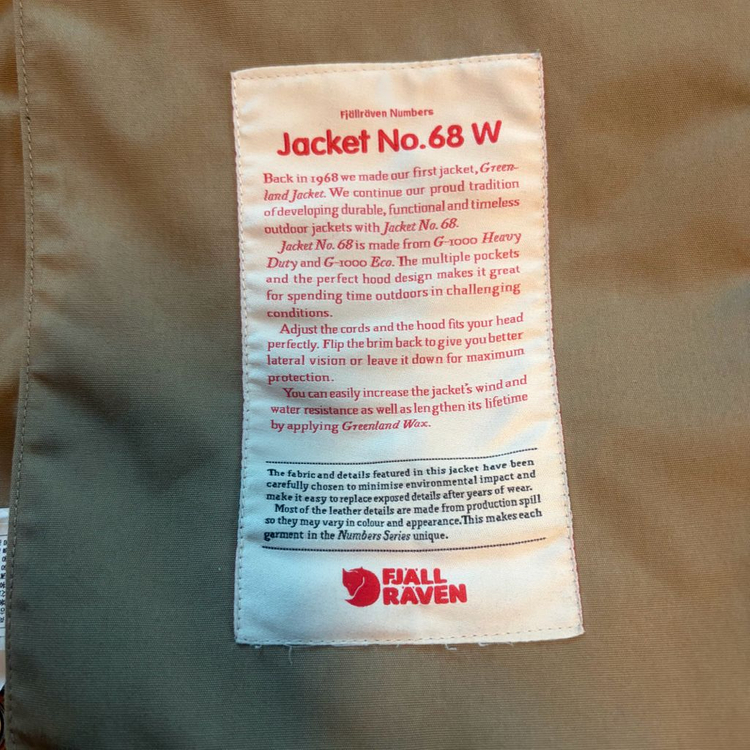 Fjällräven Numbers
Jacket No.68 W
Back in 1968 we made our first jacket, Green-
land Jacket. We continue our proud tradition
of developing durable, functional and timeless
outdoor jackets with Jacket No. 68.
Jacket No. 68 is made from G-1000 Heavy
Duty and G-1000 Eco. The multiple pockets
and the perfect hood design makes it great
for spending time outdoors in challenging
conditions.
Adjust the cords and the hood fits your head
perfectly. Flip the brim back to give you better
lateral vision or leave it down for maximum
protection.
You can easily increase the jacket's wind and
water resistance as well as lengthen its lifetime
by applying Greenland Wax.
The fabric and details featured in this jacket have been
carefully chosen to minimise environmental impact and
make it easy to replace exposed details after years of wear.
Most of the leather details are made from production spill
so they may vary in colour and appearance.This makes each
garment in the Numbers Series unique.
FJÄLL
RÄVEN